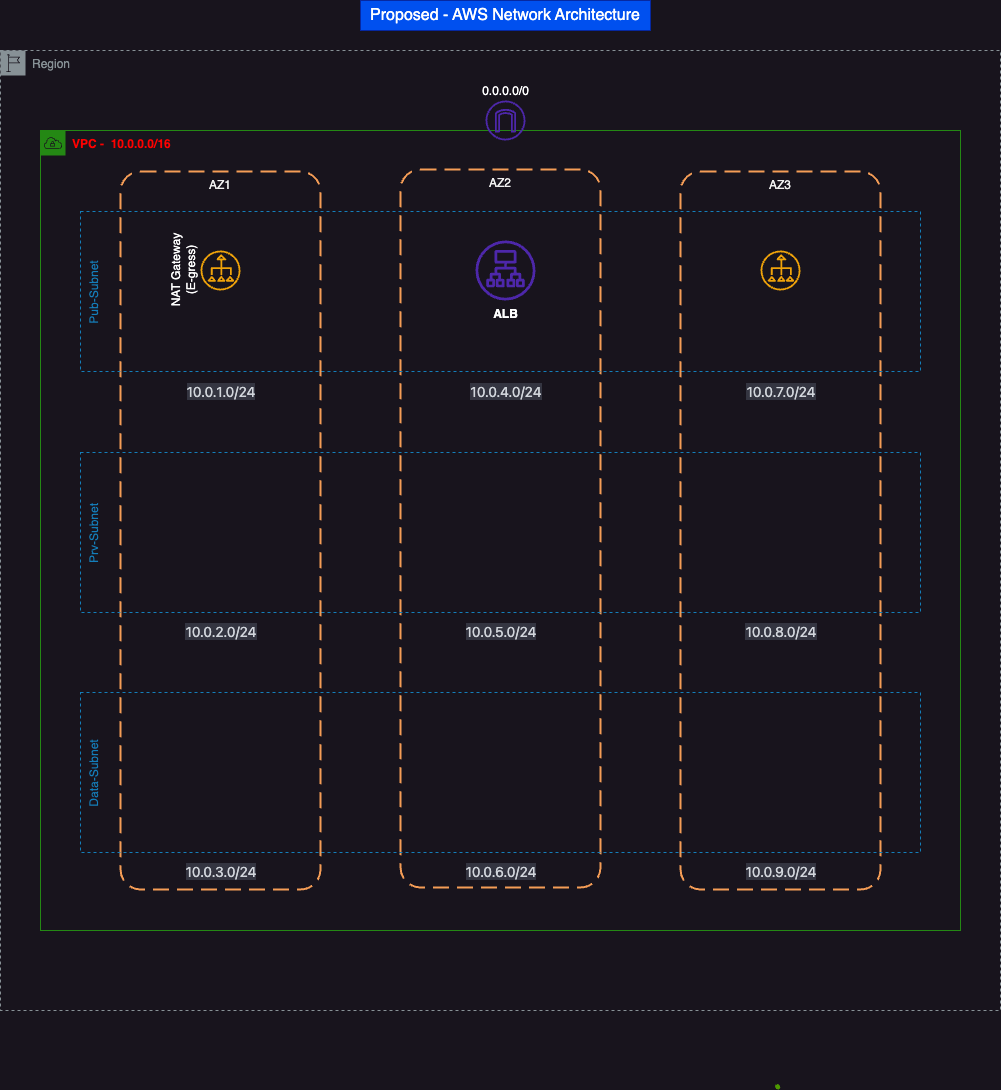 Proposed - AWS Network Architecture
Region
0.0.0.0/0
VPC - 10.0.0.0/16
AZ1
AZ2
AZ3
Pub-Subnet
NAT Gateway
(E-gress)
ALB
10.0.1.0/24
10.0.4.0/24
10.0.7.0/24
Prv-Subnet
10.0.2.0/24
10.0.5.0/24
10.0.8.0/24
Data-Subnet
10.0.3.0/24
10.0.6.0/24
10.0.9.0/24